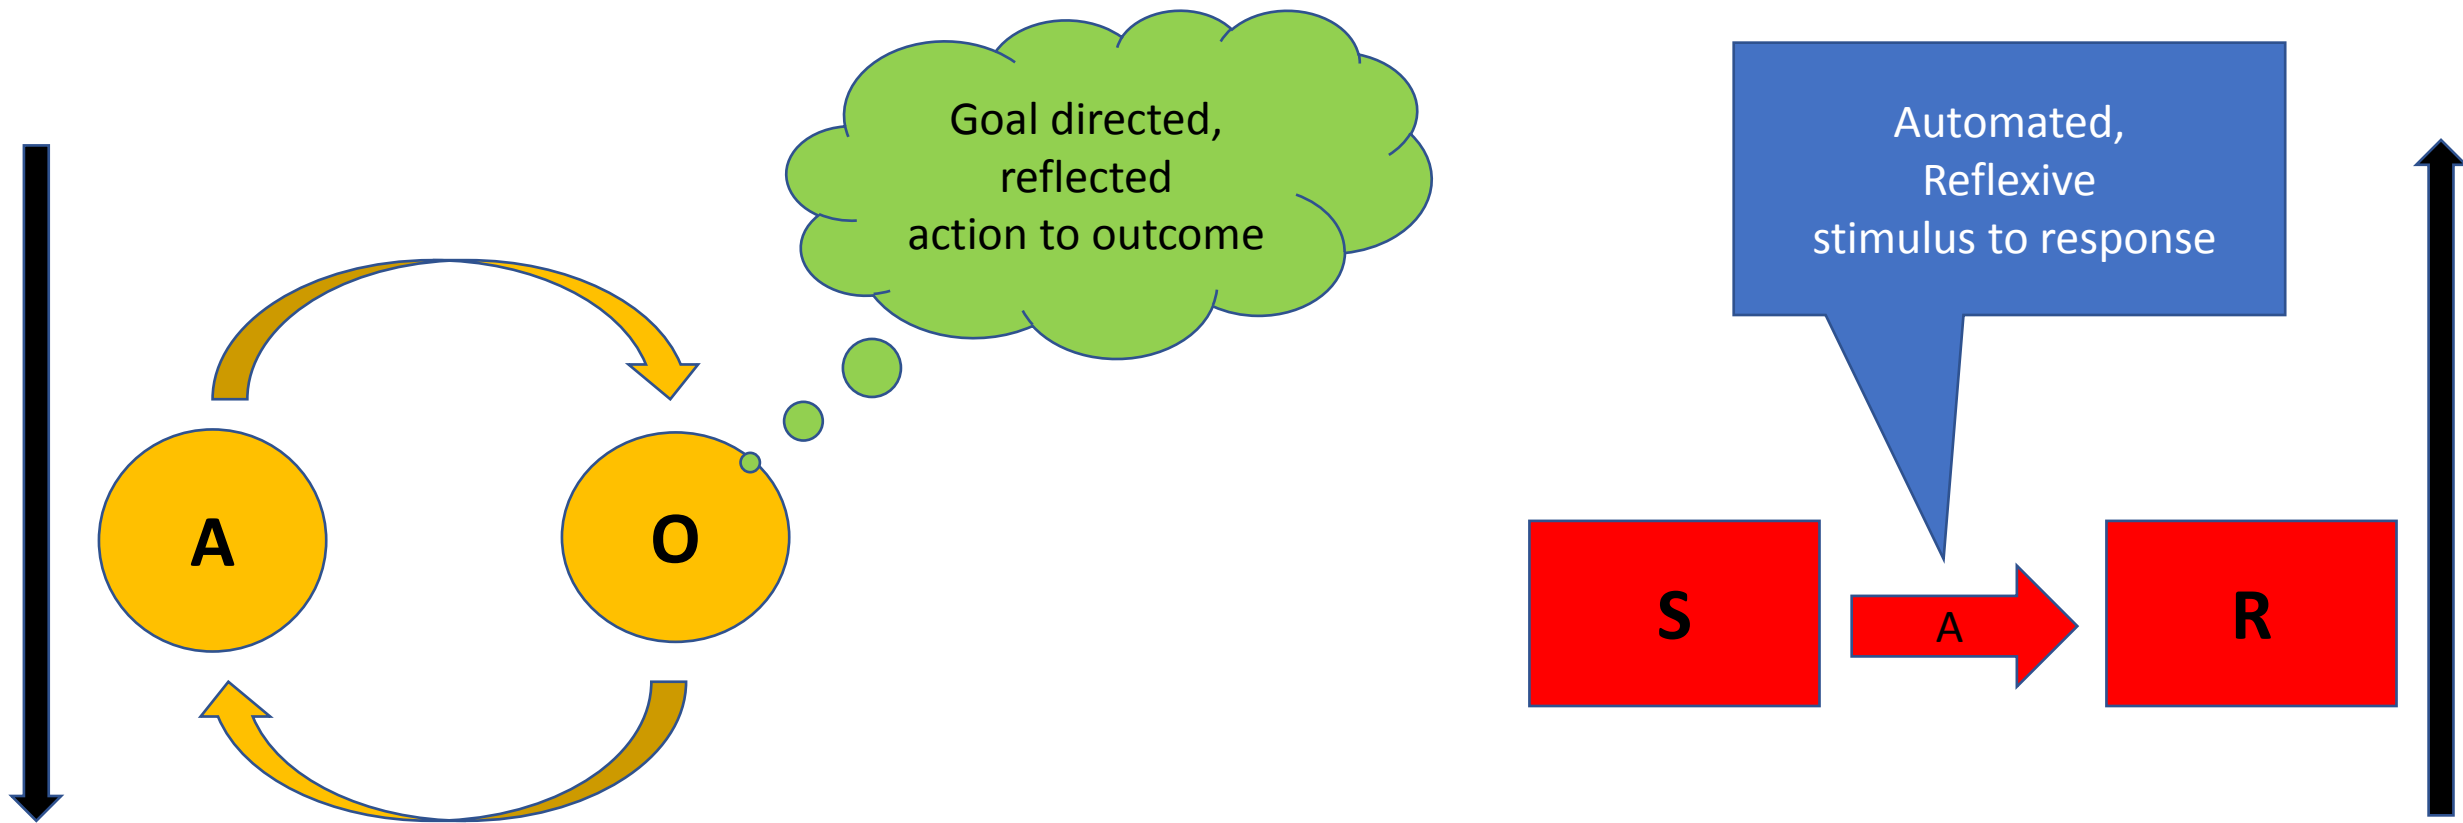 Goal directed,
reflected
action to outcome
A
O
Automated,
Reflexive
stimulus to response
S
A
R